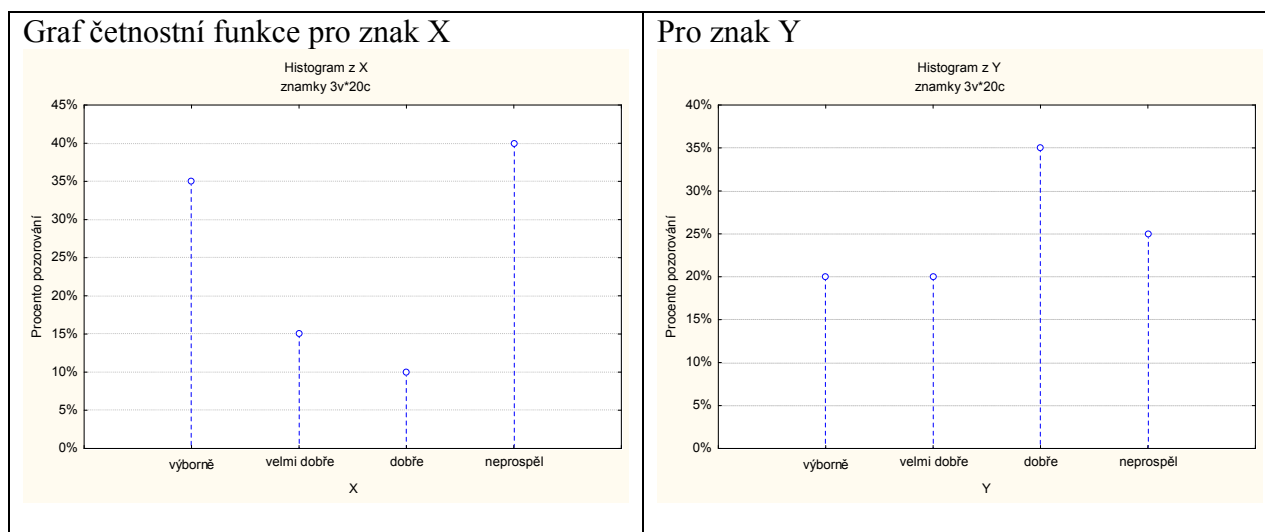 Graf četnostní funkce pro znak X
Histogram z X
znamky 3v*20c
45%
40%
35%
30%
25%
20%
15%
10%
5%
0%
Procento pozorování
výborně velmi dobře dobře neprospěl
X
Pro znak Y
Histogram z Y
znamky 3v*20c
40%
35%
30%
25%
20%
15%
10%
5%
0%
Procento pozorování
výborně velmi dobře dobře neprospěl
Y